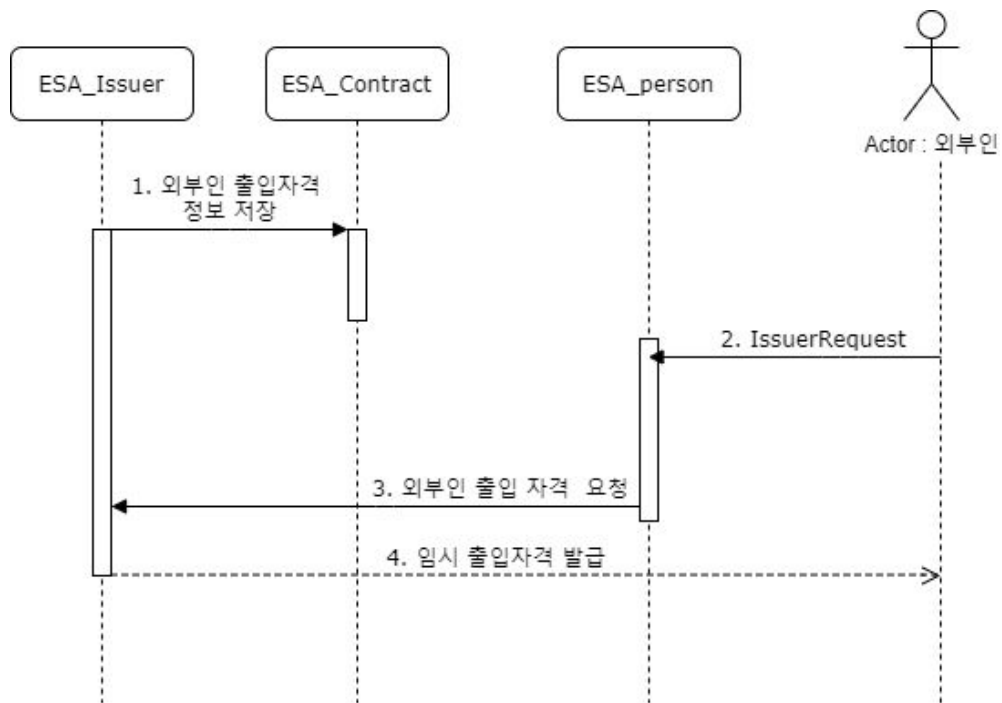 ESA_Issuer
ESA_Contract
ESA_person
Actor : 외부인
1. 외부인 출입자격
정보 저장
2. IssuerRequest
3. 외부인 출입 자격  요청
4. 임시 출입자격 발급